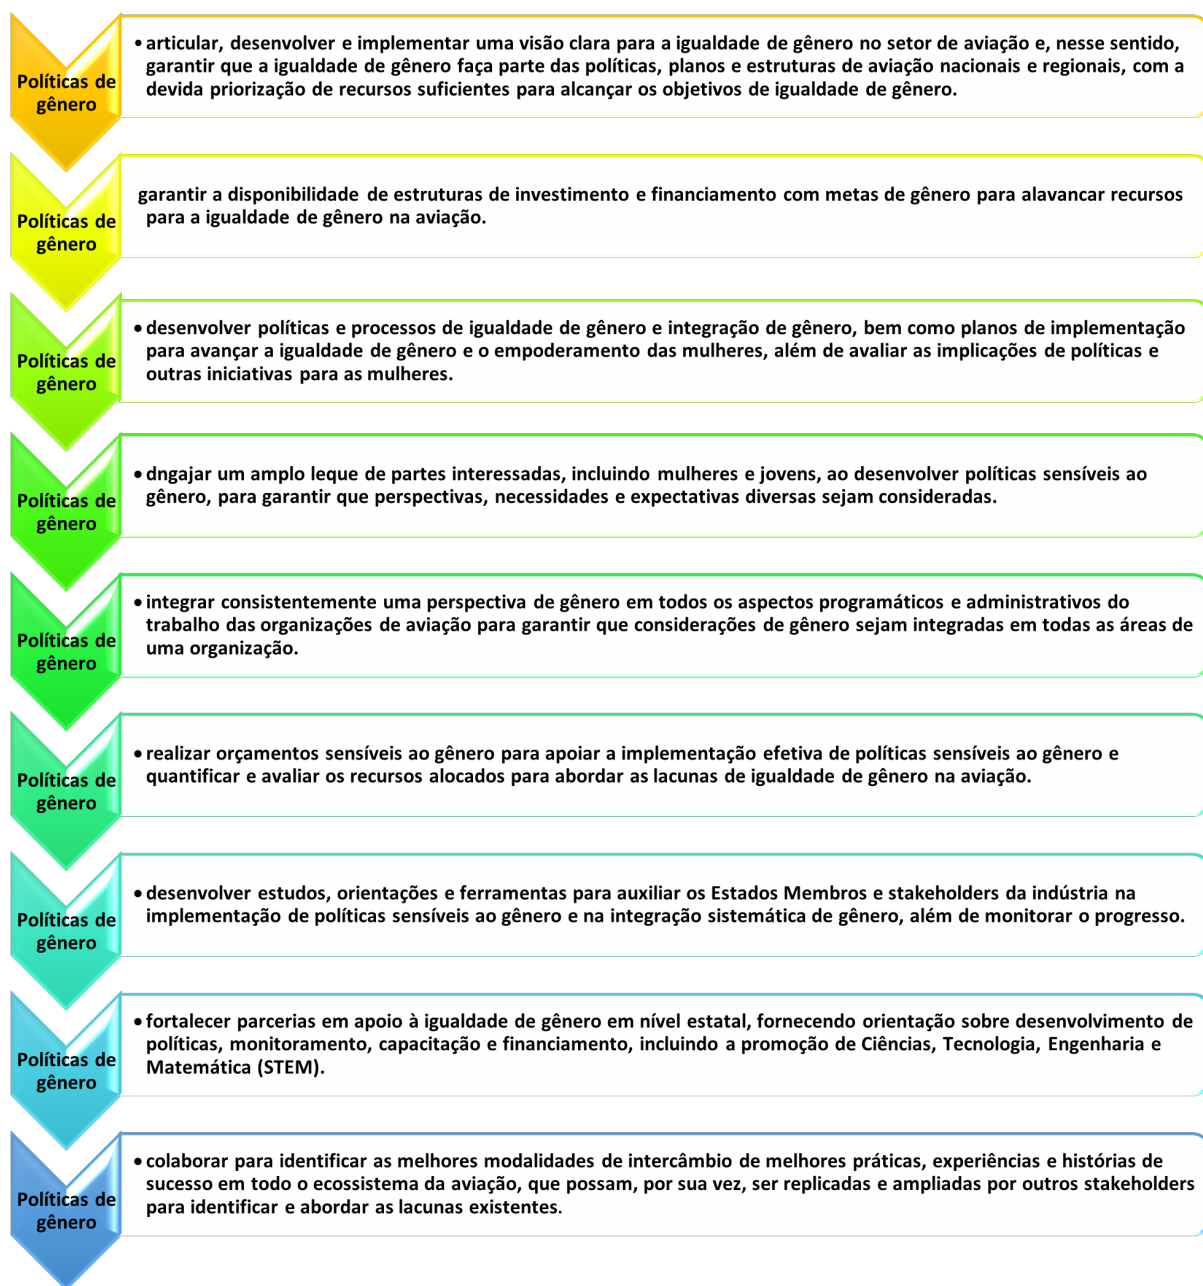 Políticas de
gênero
• articular, desenvolver e implementar uma visão clara para a igualdade de gênero no setor de aviação e, nesse sentido,
garantir que a igualdade de gênero faça parte das políticas, planos e estruturas de aviação nacionais e regionais, com a
devida priorização de recursos suficientes para alcançar os objetivos de igualdade de gênero.
Políticas de
gênero
garantir a disponibilidade de estruturas de investimento e financiamento com metas de gênero para alavancar recursos
para a igualdade de gênero na aviação.
Políticas de
gênero
• desenvolver políticas e processos de igualdade de gênero e integração de gênero, bem como planos de implementação
para avançar a igualdade de gênero e o empoderamento das mulheres, além de avaliar as implicações de políticas e
outras iniciativas para as mulheres.
Políticas de
gênero
• dngajar um amplo leque de partes interessadas, incluindo mulheres e jovens, ao desenvolver políticas sensíveis ao
gênero, para garantir que perspectivas, necessidades e expectativas diversas sejam consideradas.
Políticas de
gênero
• integrar consistentemente uma perspectiva de gênero em todos os aspectos programáticos e administrativos do
trabalho das organizações de aviação para garantir que considerações de gênero sejam integradas em todas as áreas de
uma organização.
Políticas de
gênero
• realizar orçamentos sensíveis ao gênero para apoiar a implementação efetiva de políticas sensíveis ao gênero e
quantificar e avaliar os recursos alocados para abordar as lacunas de igualdade de gênero na aviação.
Políticas de
gênero
• desenvolver estudos, orientações e ferramentas para auxiliar os Estados Membros e stakeholders da indústria na
implementação de políticas sensíveis ao gênero e na integração sistemática de gênero, além de monitorar o progresso.
Políticas de
gênero
• fortalecer parcerias em apoio à igualdade de gênero em nível estatal, fornecendo orientação sobre desenvolvimento de
políticas, monitoramento, capacitação e financiamento, incluindo a promoção de Ciências, Tecnologia, Engenharia e
Matemática (STEM).
Políticas de
gênero
• colaborar para identificar as melhores modalidades de intercâmbio de melhores práticas, experiências e histórias de
sucesso em todo o ecossistema da aviação, que possam, por sua vez, ser replicadas e ampliadas por outros stakeholders
para identificar e abordar as lacunas existentes.